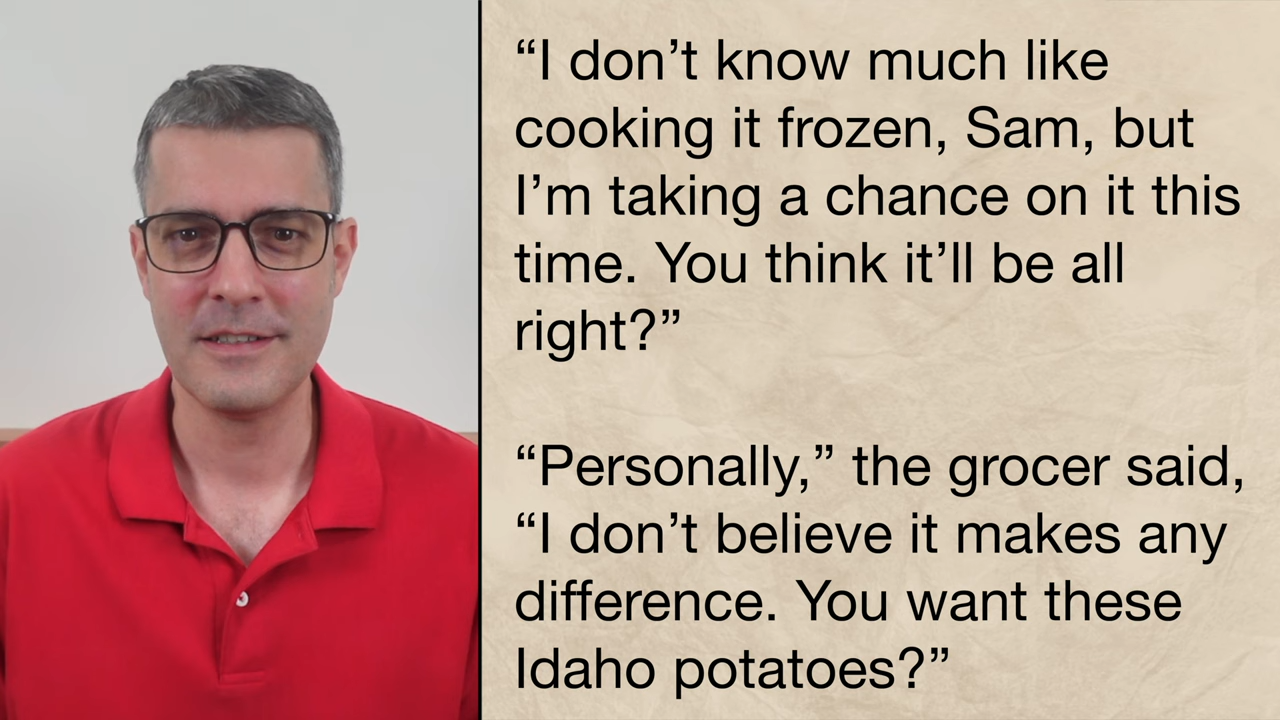 “I don’t know much like
cooking it frozen, Sam, but
I’m taking a chance on it this
time. You think it’ll be all
right?”
“Personally,” the grocer said,
“I don’t believe it makes any
difference. You want these
Idaho potatoes?”